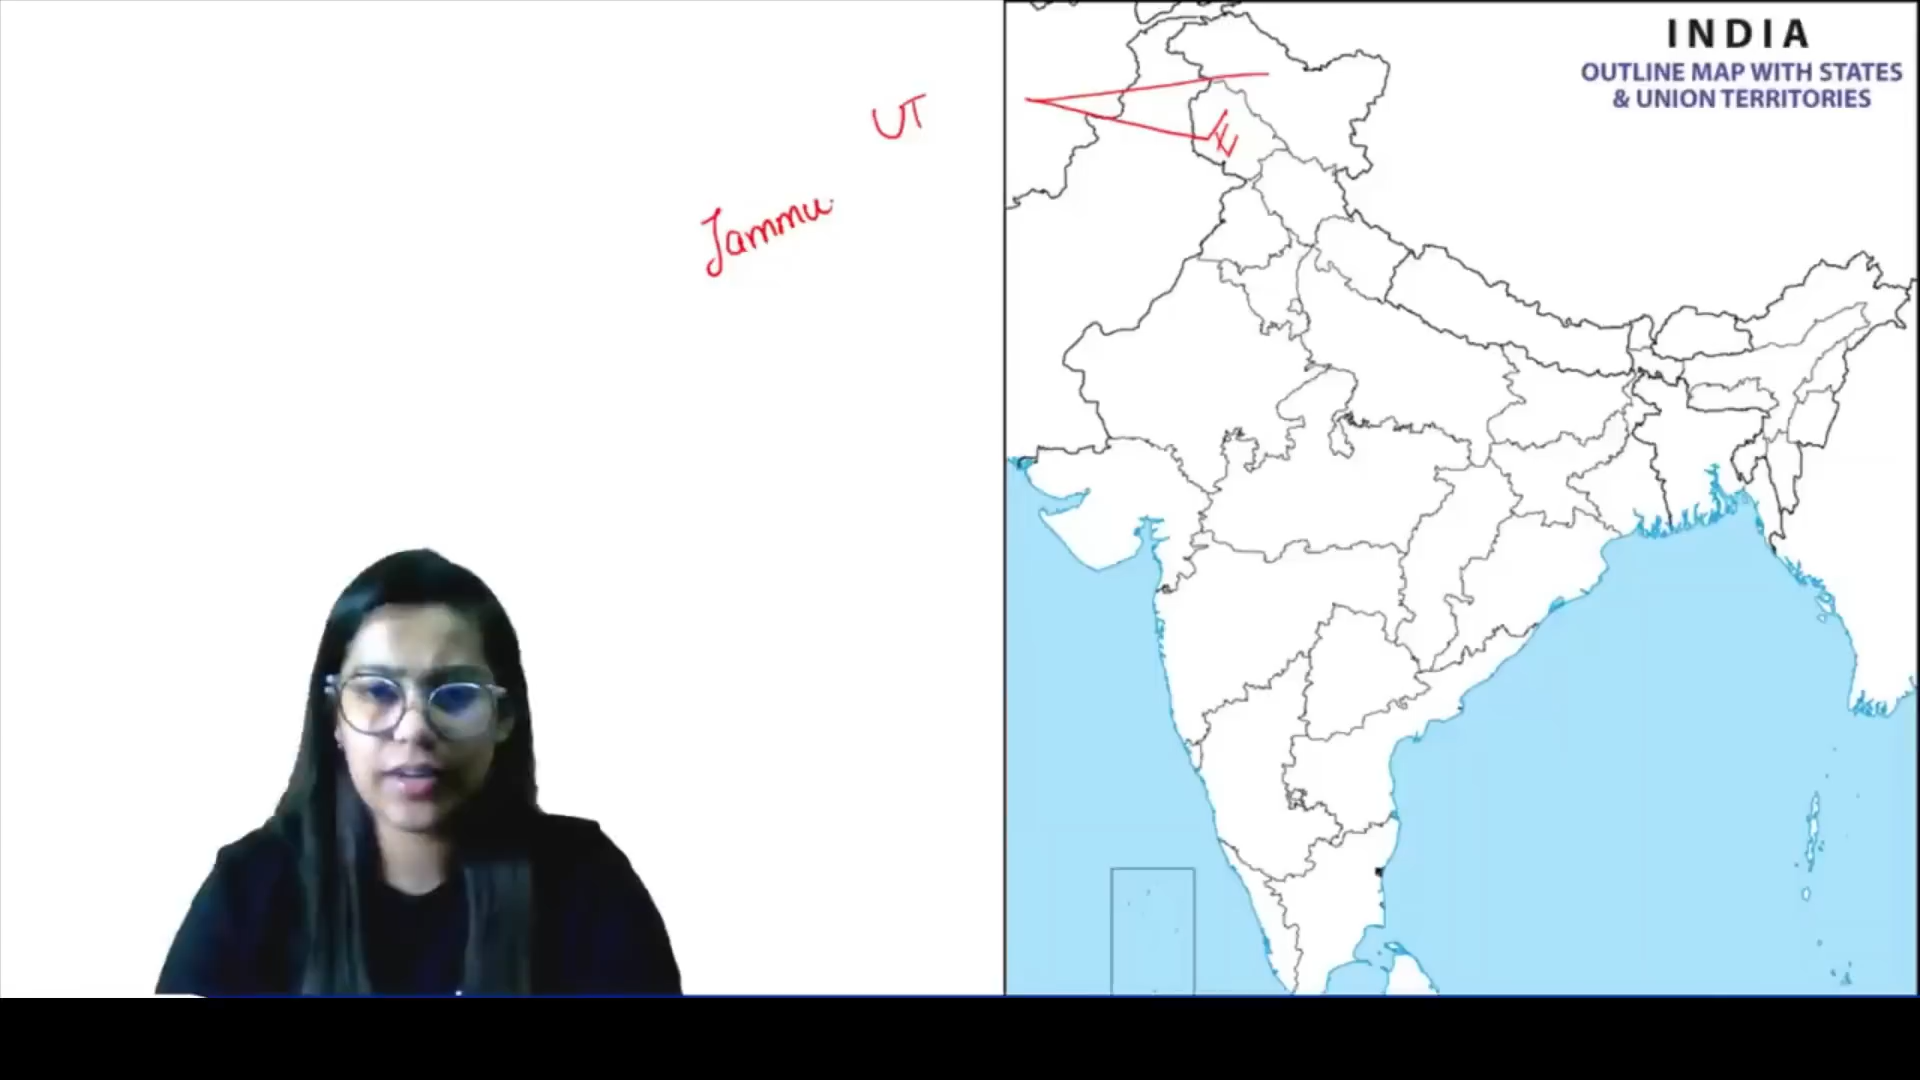 INDIA
OUTLINE MAP WITH STATES
& UNION TERRITORIES
UT
Jammu